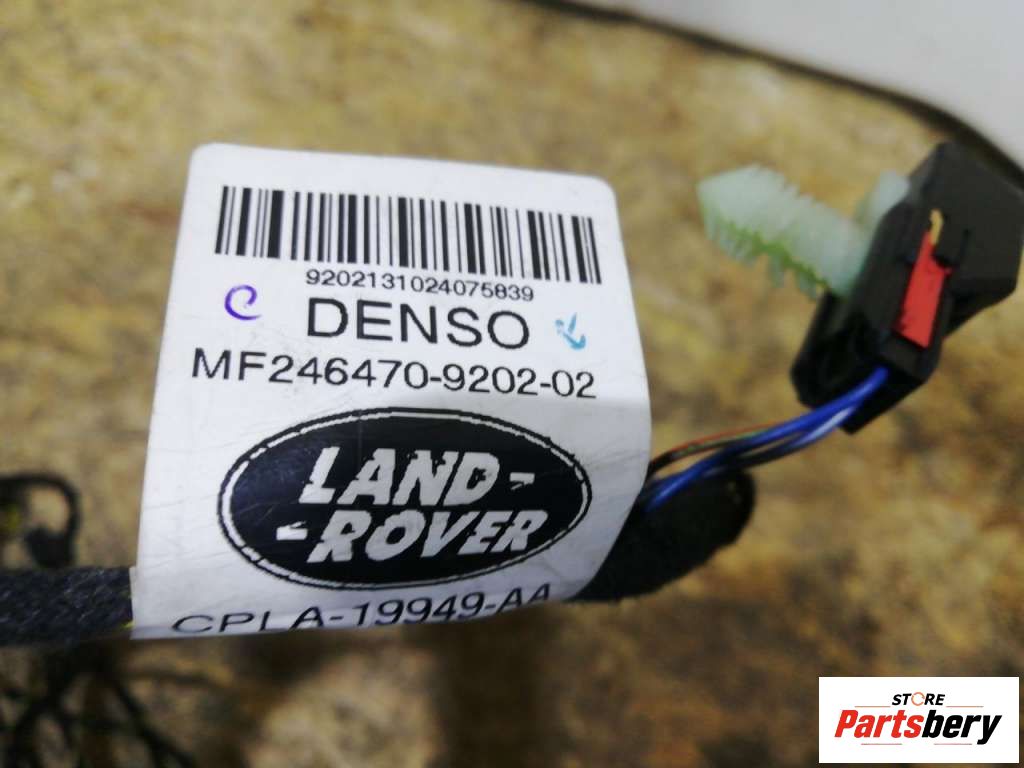 9202131024075839
DENSO
MF246470-9202-02
LAND-
-ROVER
CPLA-19949-AA
STORE
Partsbery